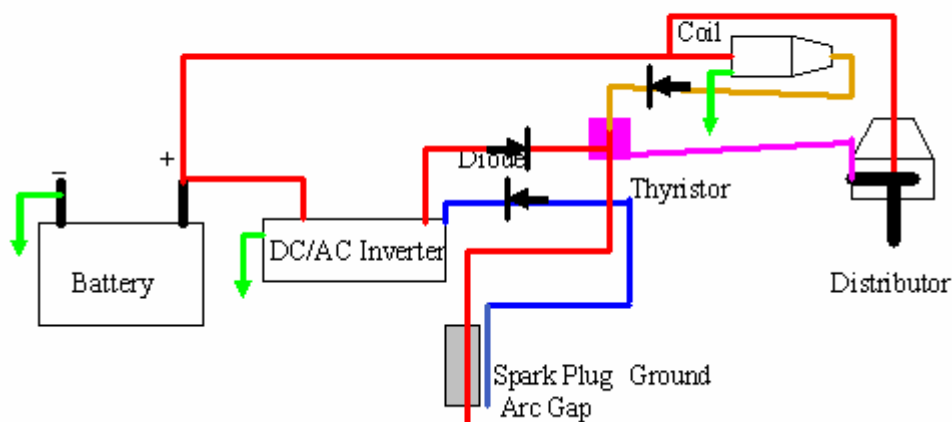 Coil
Diode
+
Thyristor
−
DC/AC Inverter
Battery
Distributor
Spark Plug Ground
Arc Gap